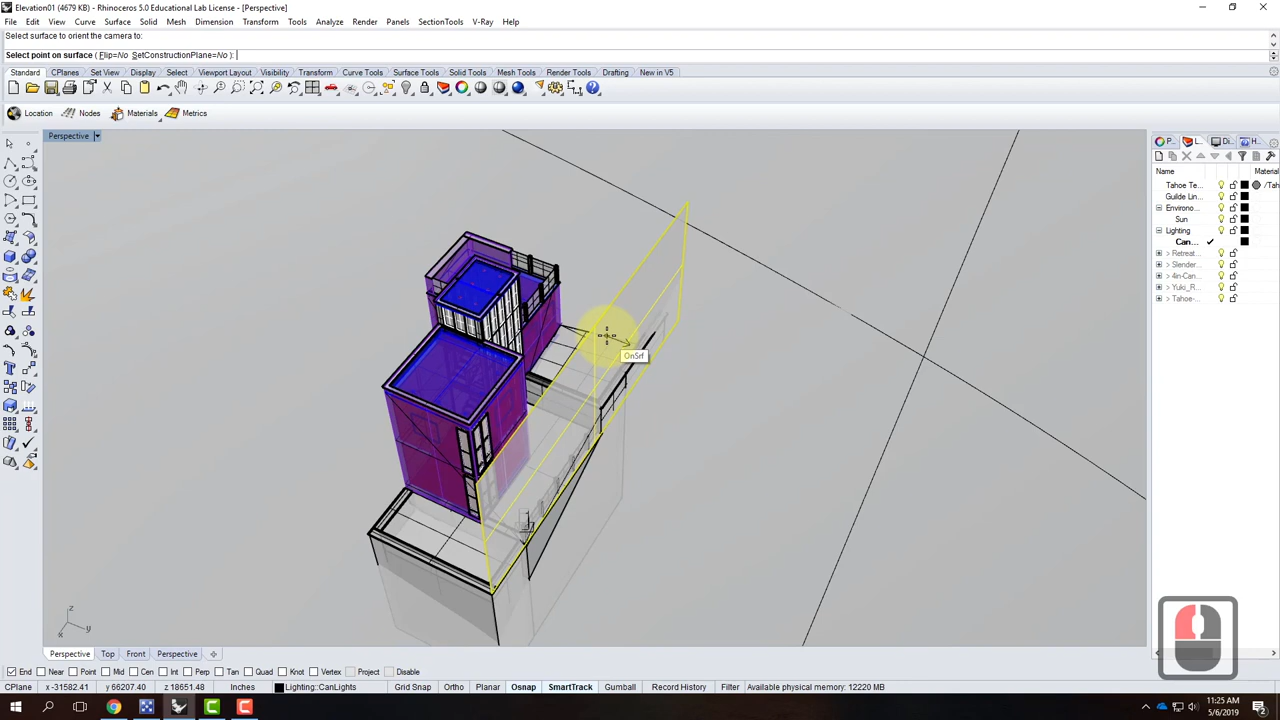 Elevation01 (4679 KB) - Rhinoceros 5.0 Educational Lab License - [Perspective]
File Edit View Curve Surface Solid Mesh Dimension Transform Tools Analyze Render Panels SectionTools V-Ray Help
Select surface to orient the camera to:
Select point on surface ( Flip=No SetConstructionPlane=No ):
Standard CPlanes Set View Display Select Viewport Layout Visibility Transform Curve Tools Surface Tools Solid Tools Mesh Tools Render Tools Drafting New in V5
Location Nodes Materials Metrics
Perspective
P... L... Di... H...
Name Material
Tahoe Te... /Tah
Guilde Lin...
Environo...
Sun
Lighting
Can...
> Retreat...
> Slender...
> 4in-Can...
> Yuki_R...
> Tahoe-...
OnSrf
z
x y
Perspective Top Front Perspective
End Near Point Mid Cen Int Perp Tan Quad Knot Vertex Project Disable
CPlane x -31582.41 y 66207.40 z 18651.48 Inches Lighting::CanLights Grid Snap Ortho Planar Osnap SmartTrack Gumball Record History Filter Available physical memory: 12220 MB
11:25 AM
5/6/2019
2